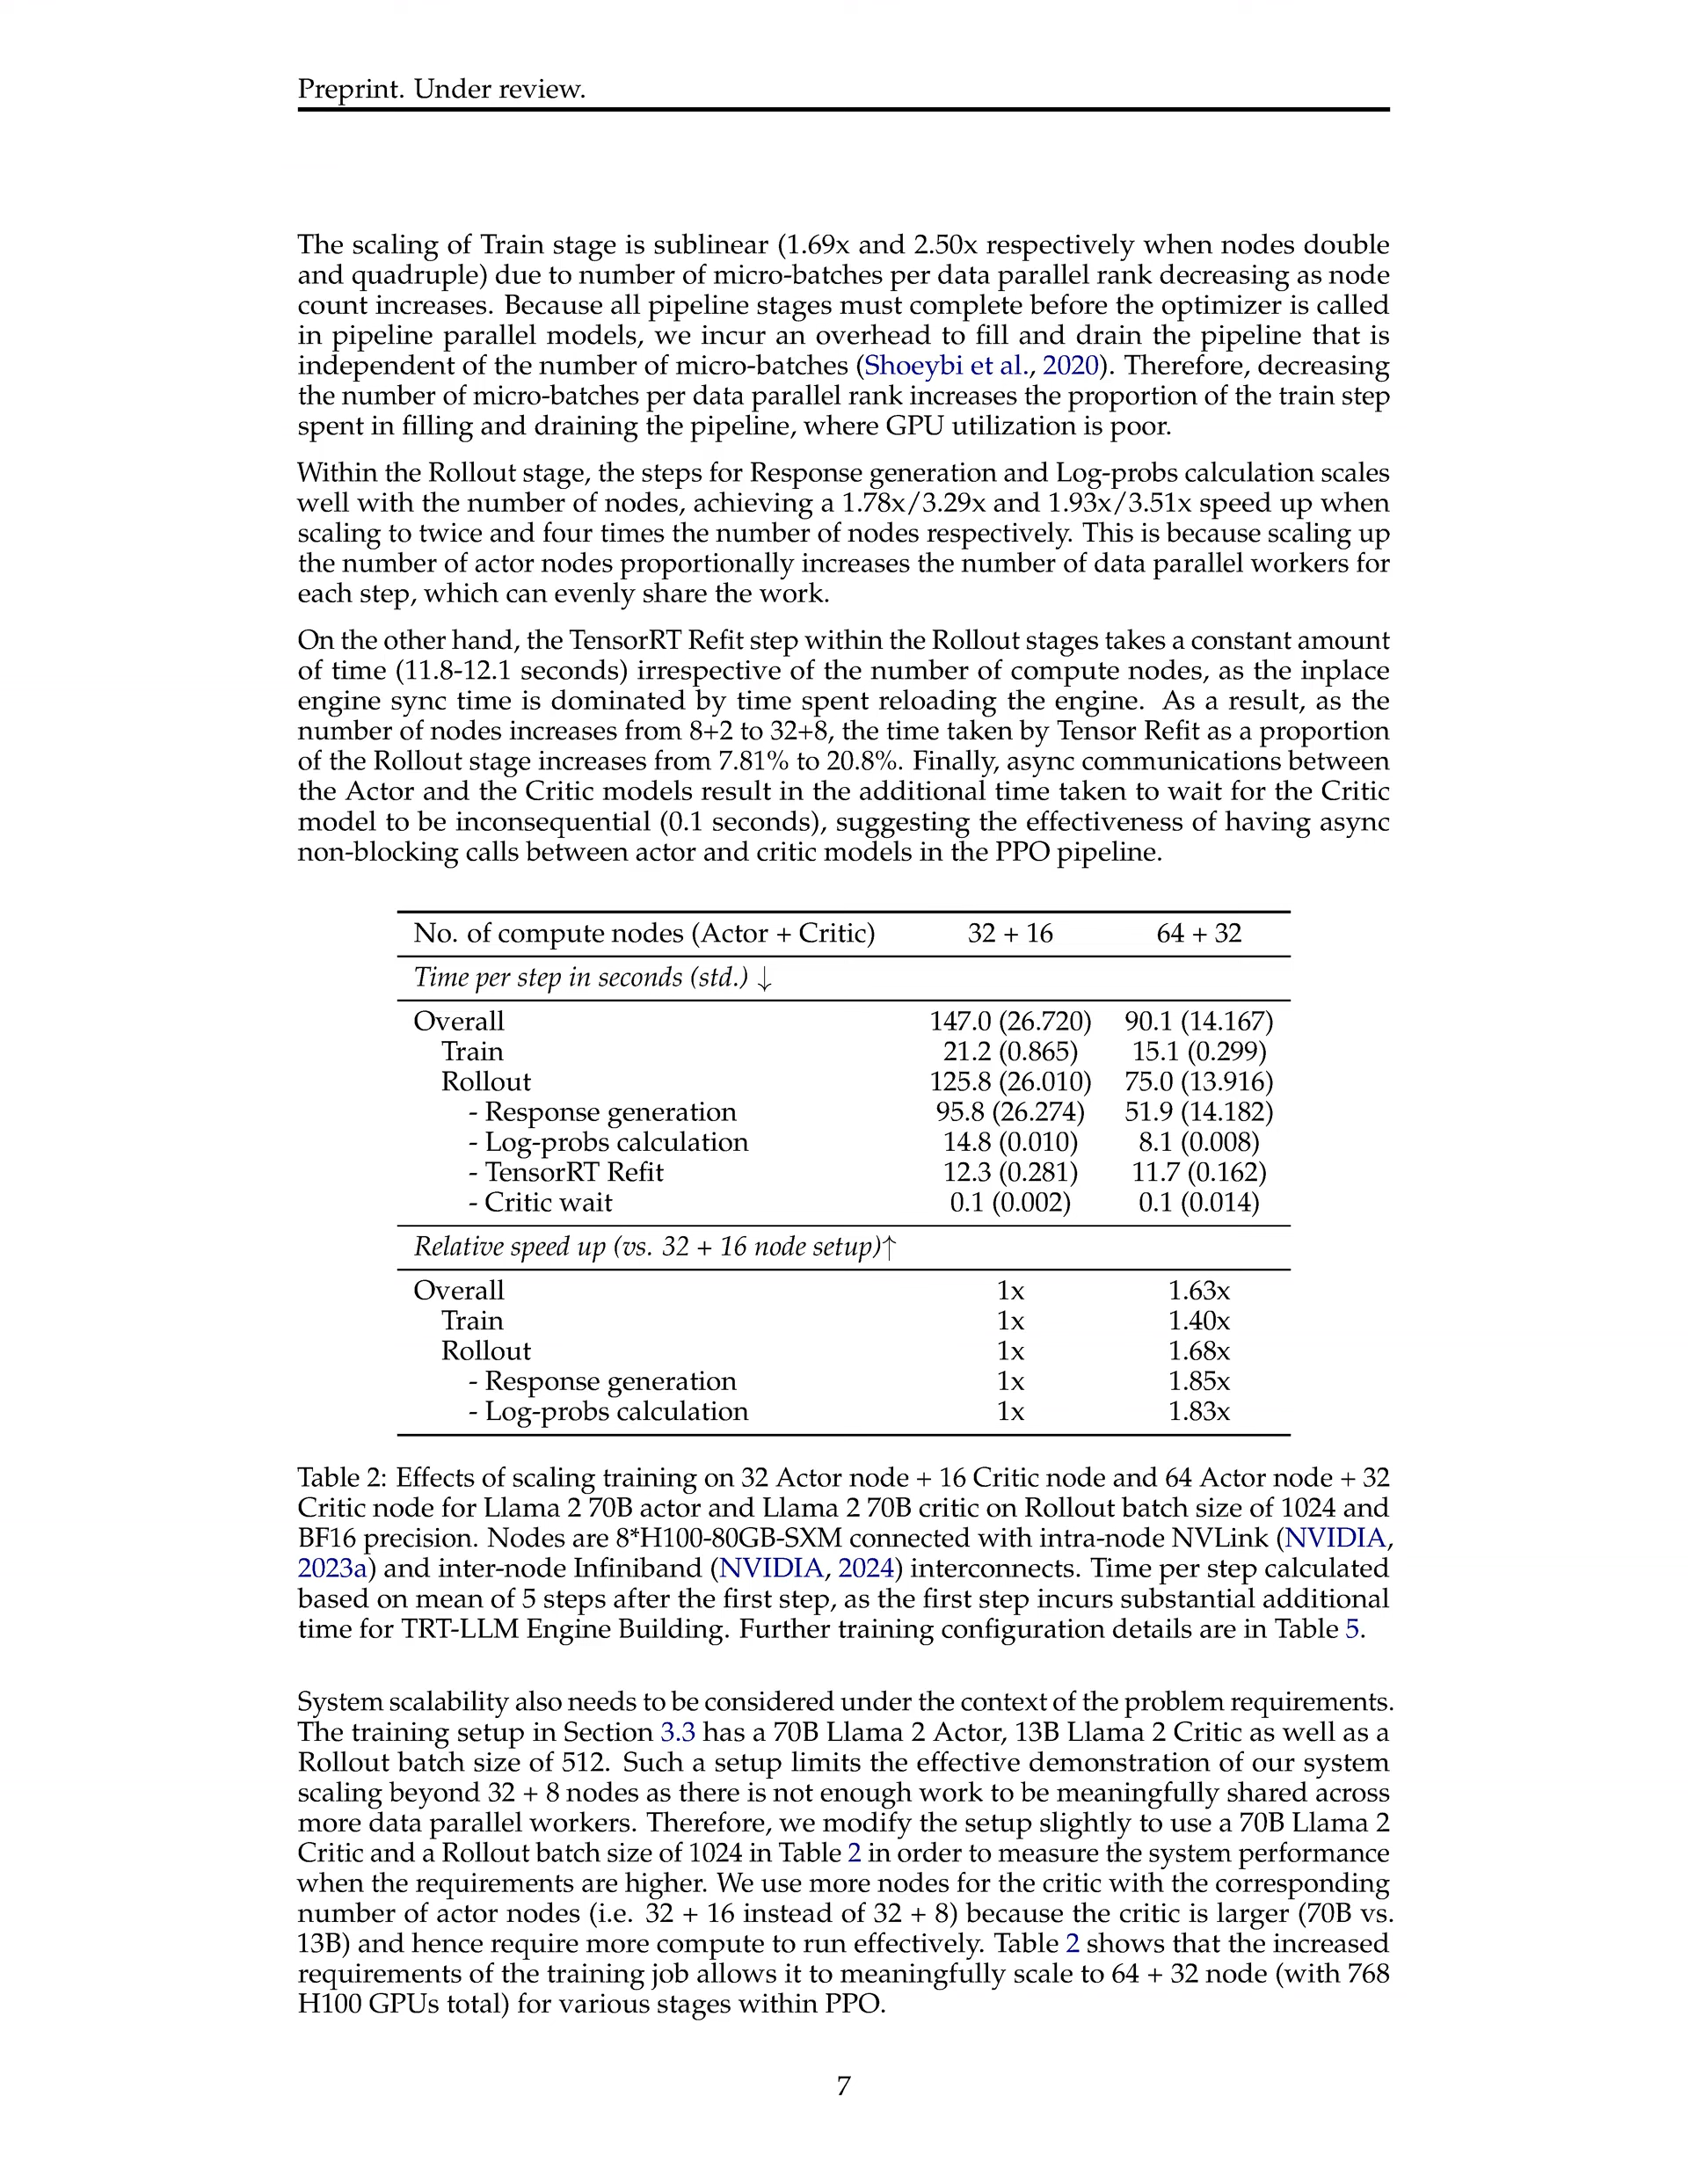 Preprint. Under review.
The scaling of Train stage is sublinear (1.69x and 2.50x respectively when nodes double
and quadruple) due to number of micro-batches per data parallel rank decreasing as node
count increases. Because all pipeline stages must complete before the optimizer is called
in pipeline parallel models, we incur an overhead to fill and drain the pipeline that is
independent of the number of micro-batches (Shoeybi et al., 2020). Therefore, decreasing
the number of micro-batches per data parallel rank increases the proportion of the train step
spent in filling and draining the pipeline, where GPU utilization is poor.
Within the Rollout stage, the steps for Response generation and Log-probs calculation scales
well with the number of nodes, achieving a 1.78x/3.29x and 1.93x/3.51x speed up when
scaling to twice and four times the number of nodes respectively. This is because scaling up
the number of actor nodes proportionally increases the number of data parallel workers for
each step, which can evenly share the work.
On the other hand, the TensorRT Refit step within the Rollout stages takes a constant amount
of time (11.8-12.1 seconds) irrespective of the number of compute nodes, as the inplace
engine sync time is dominated by time spent reloading the engine. As a result, as the
number of nodes increases from 8+2 to 32+8, the time taken by Tensor Refit as a proportion
of the Rollout stage increases from 7.81% to 20.8%. Finally, async communications between
the Actor and the Critic models result in the additional time taken to wait for the Critic
model to be inconsequential (0.1 seconds), suggesting the effectiveness of having async
non-blocking calls between actor and critic models in the PPO pipeline.
No. of compute nodes (Actor + Critic) 32 + 16 64 + 32
Time per step in seconds (std.) ↓
Overall 147.0 (26.720) 90.1 (14.167)
Train 21.2 (0.865) 15.1 (0.299)
Rollout 125.8 (26.010) 75.0 (13.916)
- Response generation 95.8 (26.274) 51.9 (14.182)
- Log-probs calculation 14.8 (0.010) 8.1 (0.008)
- TensorRT Refit 12.3 (0.281) 11.7 (0.162)
- Critic wait 0.1 (0.002) 0.1 (0.014)
Relative speed up (vs. 32 + 16 node setup)↑
Overall 1x 1.63x
Train 1x 1.40x
Rollout 1x 1.68x
- Response generation 1x 1.85x
- Log-probs calculation 1x 1.83x
Table 2: Effects of scaling training on 32 Actor node + 16 Critic node and 64 Actor node + 32
Critic node for Llama 2 70B actor and Llama 2 70B critic on Rollout batch size of 1024 and
BF16 precision. Nodes are 8*H100-80GB-SXM connected with intra-node NVLink (NVIDIA,
2023a) and inter-node Infiniband (NVIDIA, 2024) interconnects. Time per step calculated
based on mean of 5 steps after the first step, as the first step incurs substantial additional
time for TRT-LLM Engine Building. Further training configuration details are in Table 5.
System scalability also needs to be considered under the context of the problem requirements.
The training setup in Section 3.3 has a 70B Llama 2 Actor, 13B Llama 2 Critic as well as a
Rollout batch size of 512. Such a setup limits the effective demonstration of our system
scaling beyond 32 + 8 nodes as there is not enough work to be meaningfully shared across
more data parallel workers. Therefore, we modify the setup slightly to use a 70B Llama 2
Critic and a Rollout batch size of 1024 in Table 2 in order to measure the system performance
when the requirements are higher. We use more nodes for the critic with the corresponding
number of actor nodes (i.e. 32 + 16 instead of 32 + 8) because the critic is larger (70B vs.
13B) and hence require more compute to run effectively. Table 2 shows that the increased
requirements of the training job allows it to meaningfully scale to 64 + 32 node (with 768
H100 GPUs total) for various stages within PPO.
7